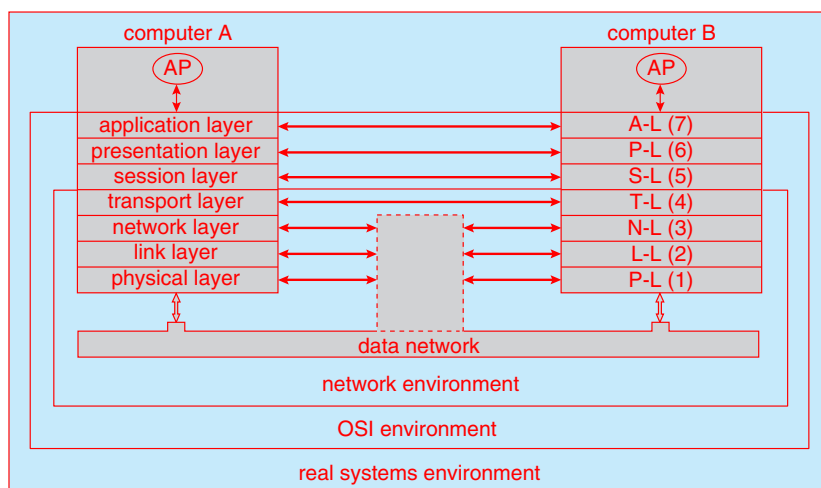 computer A computer B
AP AP
application layer A-L (7)
presentation layer P-L (6)
session layer S-L (5)
transport layer T-L (4)
network layer N-L (3)
link layer L-L (2)
physical layer P-L (1)
data network
network environment
OSI environment
real systems environment